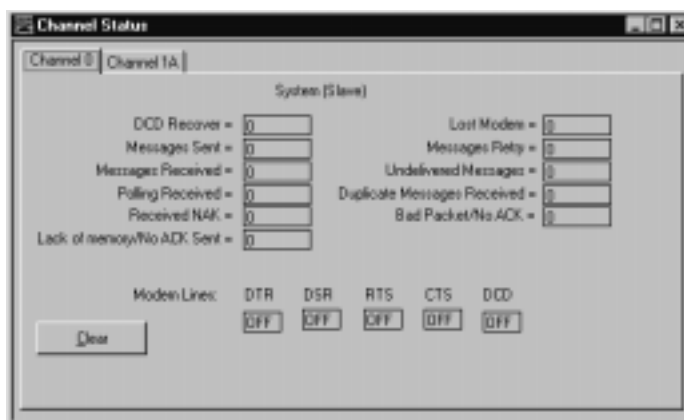 Channel Status
Channel 0 Channel 1A
System (Slave)
DCD Recover = 0 Lost Modem = 0
Messages Sent = 0 Messages Retry = 0
Messages Received = 0 Undelivered Messages = 0
Polling Received = 0 Duplicate Messages Received = 0
Received NAK = 0 Bad Packet/No ACK = 0
Lack of memory/No ACK Sent = 0
Modem Lines: DTR DSR RTS CTS DCD
OFF OFF OFF OFF OFF
Clear